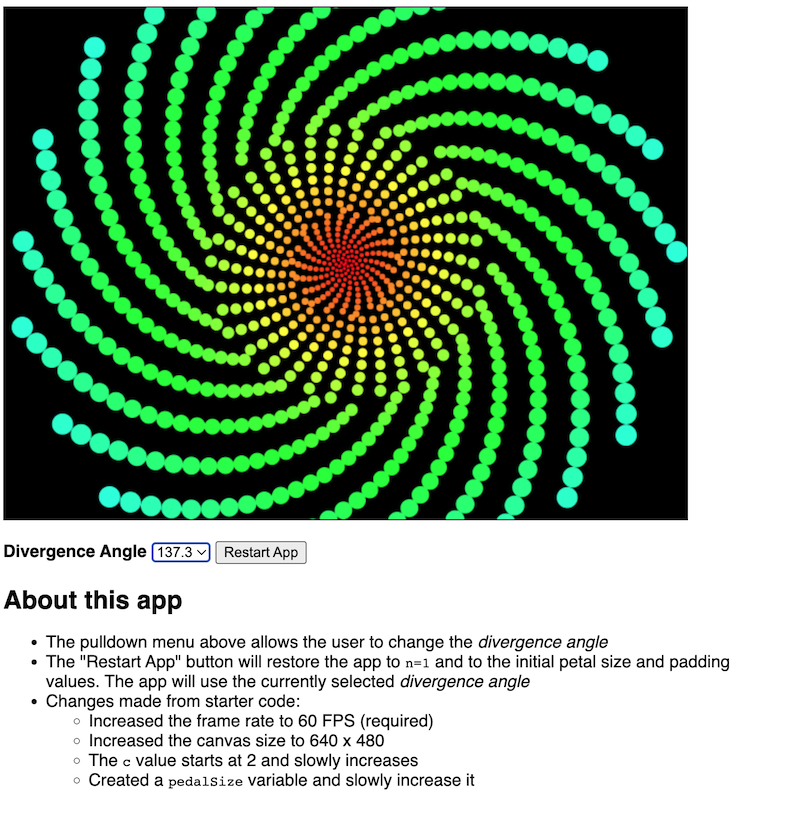 Divergence Angle 137.3 Restart App
About this app
The pulldown menu above allows the user to change the divergence angle
The "Restart App" button will restore the app to n=1 and to the initial petal size and padding
values. The app will use the currently selected divergence angle
Changes made from starter code:
Increased the frame rate to 60 FPS (required)
Increased the canvas size to 640 x 480
The c value starts at 2 and slowly increases
Created a pedalSize variable and slowly increase it